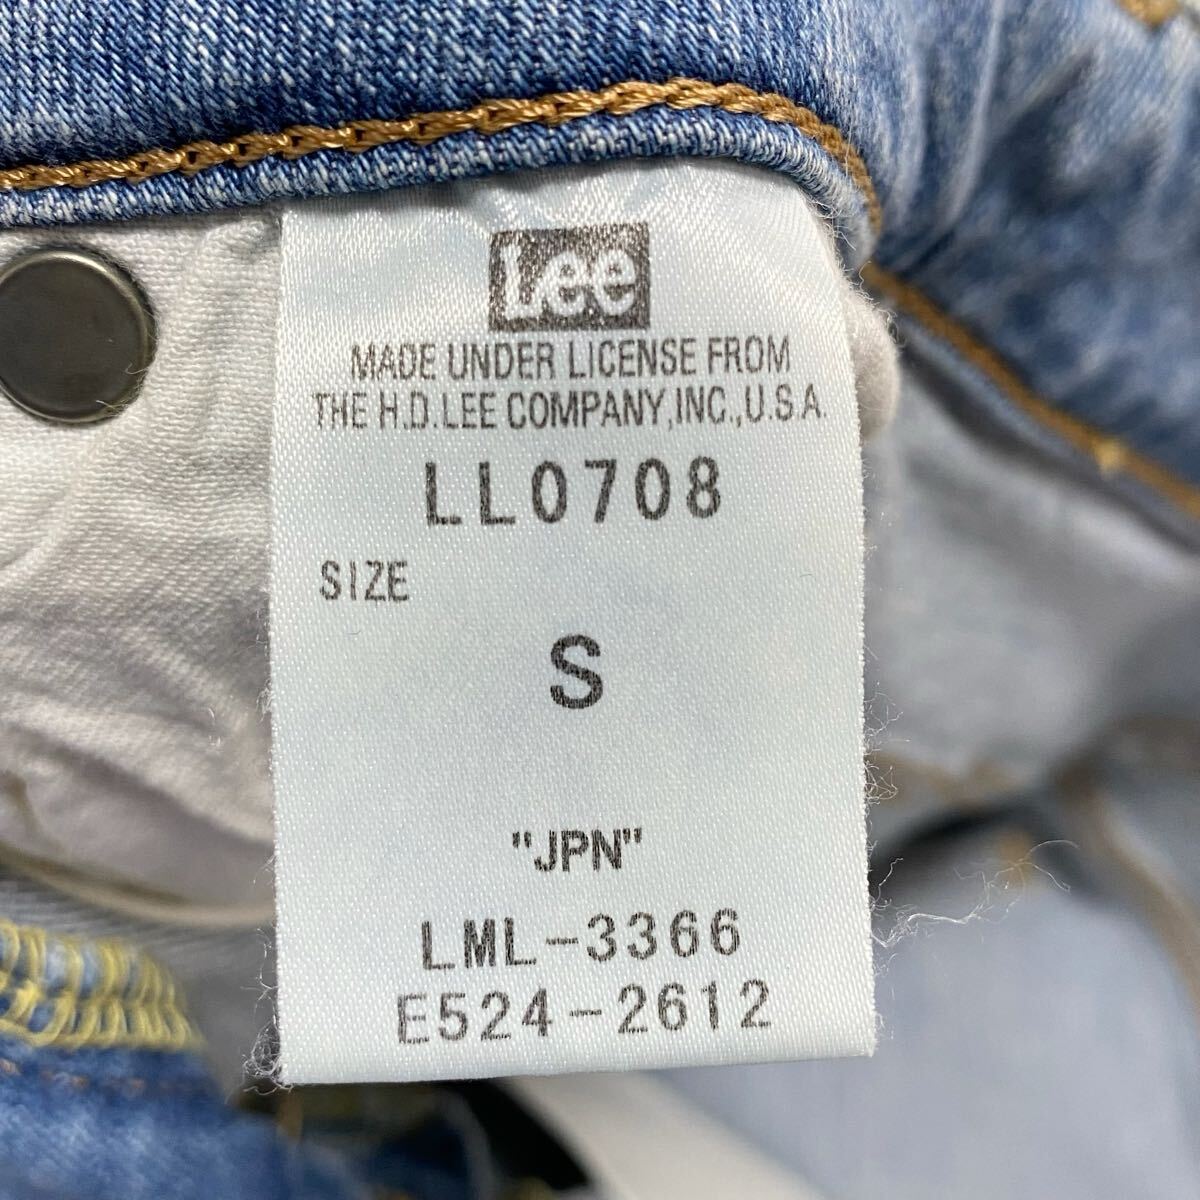 Lee
MADE UNDER LICENSE FROM
THE H.D.LEE COMPANY,INC.,U.S.A.
LL0708
SIZE
S
"JPN"
LML-3366
E524-2612